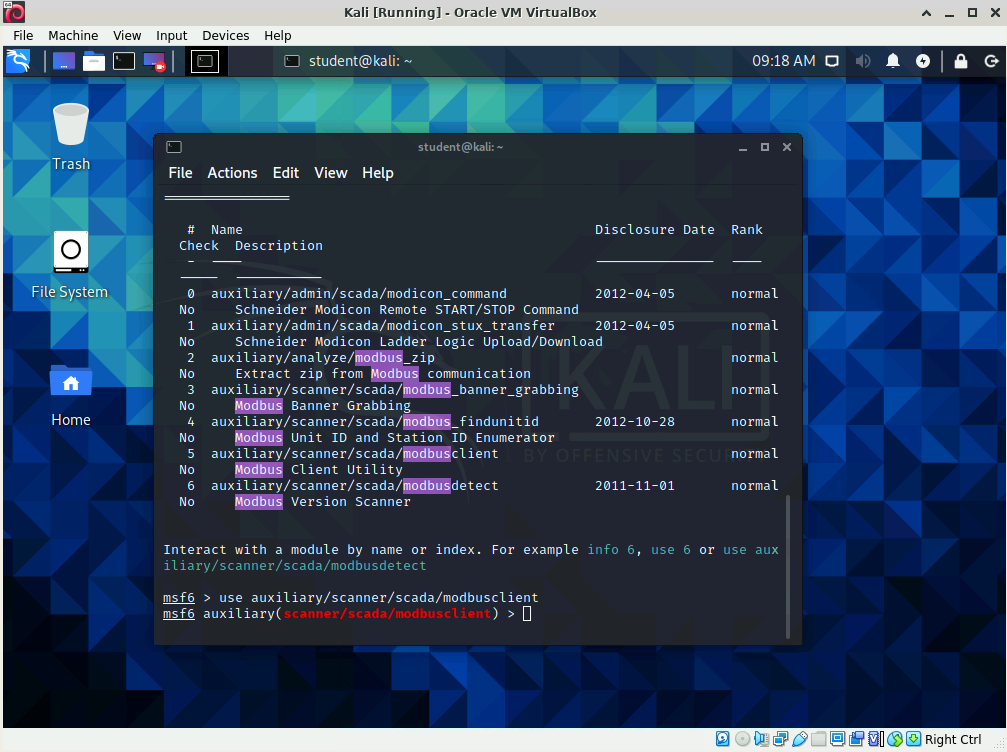 Kali [Running] - Oracle VM VirtualBox
File Machine View Input Devices Help
student@kali: ~
09:18 AM
Trash
File System
Home
student@kali: ~
File Actions Edit View Help
# Name Disclosure Date Rank
Check Description
0 auxiliary/admin/scada/modicon_command 2012-04-05 normal
No Schneider Modicon Remote START/STOP Command
1 auxiliary/admin/scada/modicon_stux_transfer 2012-04-05 normal
No Schneider Modicon Ladder Logic Upload/Download
2 auxiliary/analyze/modbus_zip normal
No Extract zip from Modbus communication
3 auxiliary/scanner/scada/modbus_banner_grabbing normal
No Modbus Banner Grabbing
4 auxiliary/scanner/scada/modbus_findunitid 2012-10-28 normal
No Modbus Unit ID and Station ID Enumerator
5 auxiliary/scanner/scada/modbusclient normal
No Modbus Client Utility
6 auxiliary/scanner/scada/modbusdetect 2011-11-01 normal
No Modbus Version Scanner
KALI
BY OFFENSIVE SECUR
Interact with a module by name or index. For example info 6, use 6 or use aux
iliary/scanner/scada/modbusdetect
msf6 > use auxiliary/scanner/scada/modbusclient
msf6 auxiliary(scanner/scada/modbusclient) >
Right Ctrl